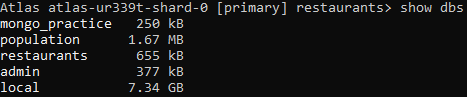 Atlas atlas-ur339t-shard-0 [primary] restaurants> show dbs
mongo_practice 250 kB
population 1.67 MB
restaurants 655 kB
admin 377 kB
local 7.34 GB